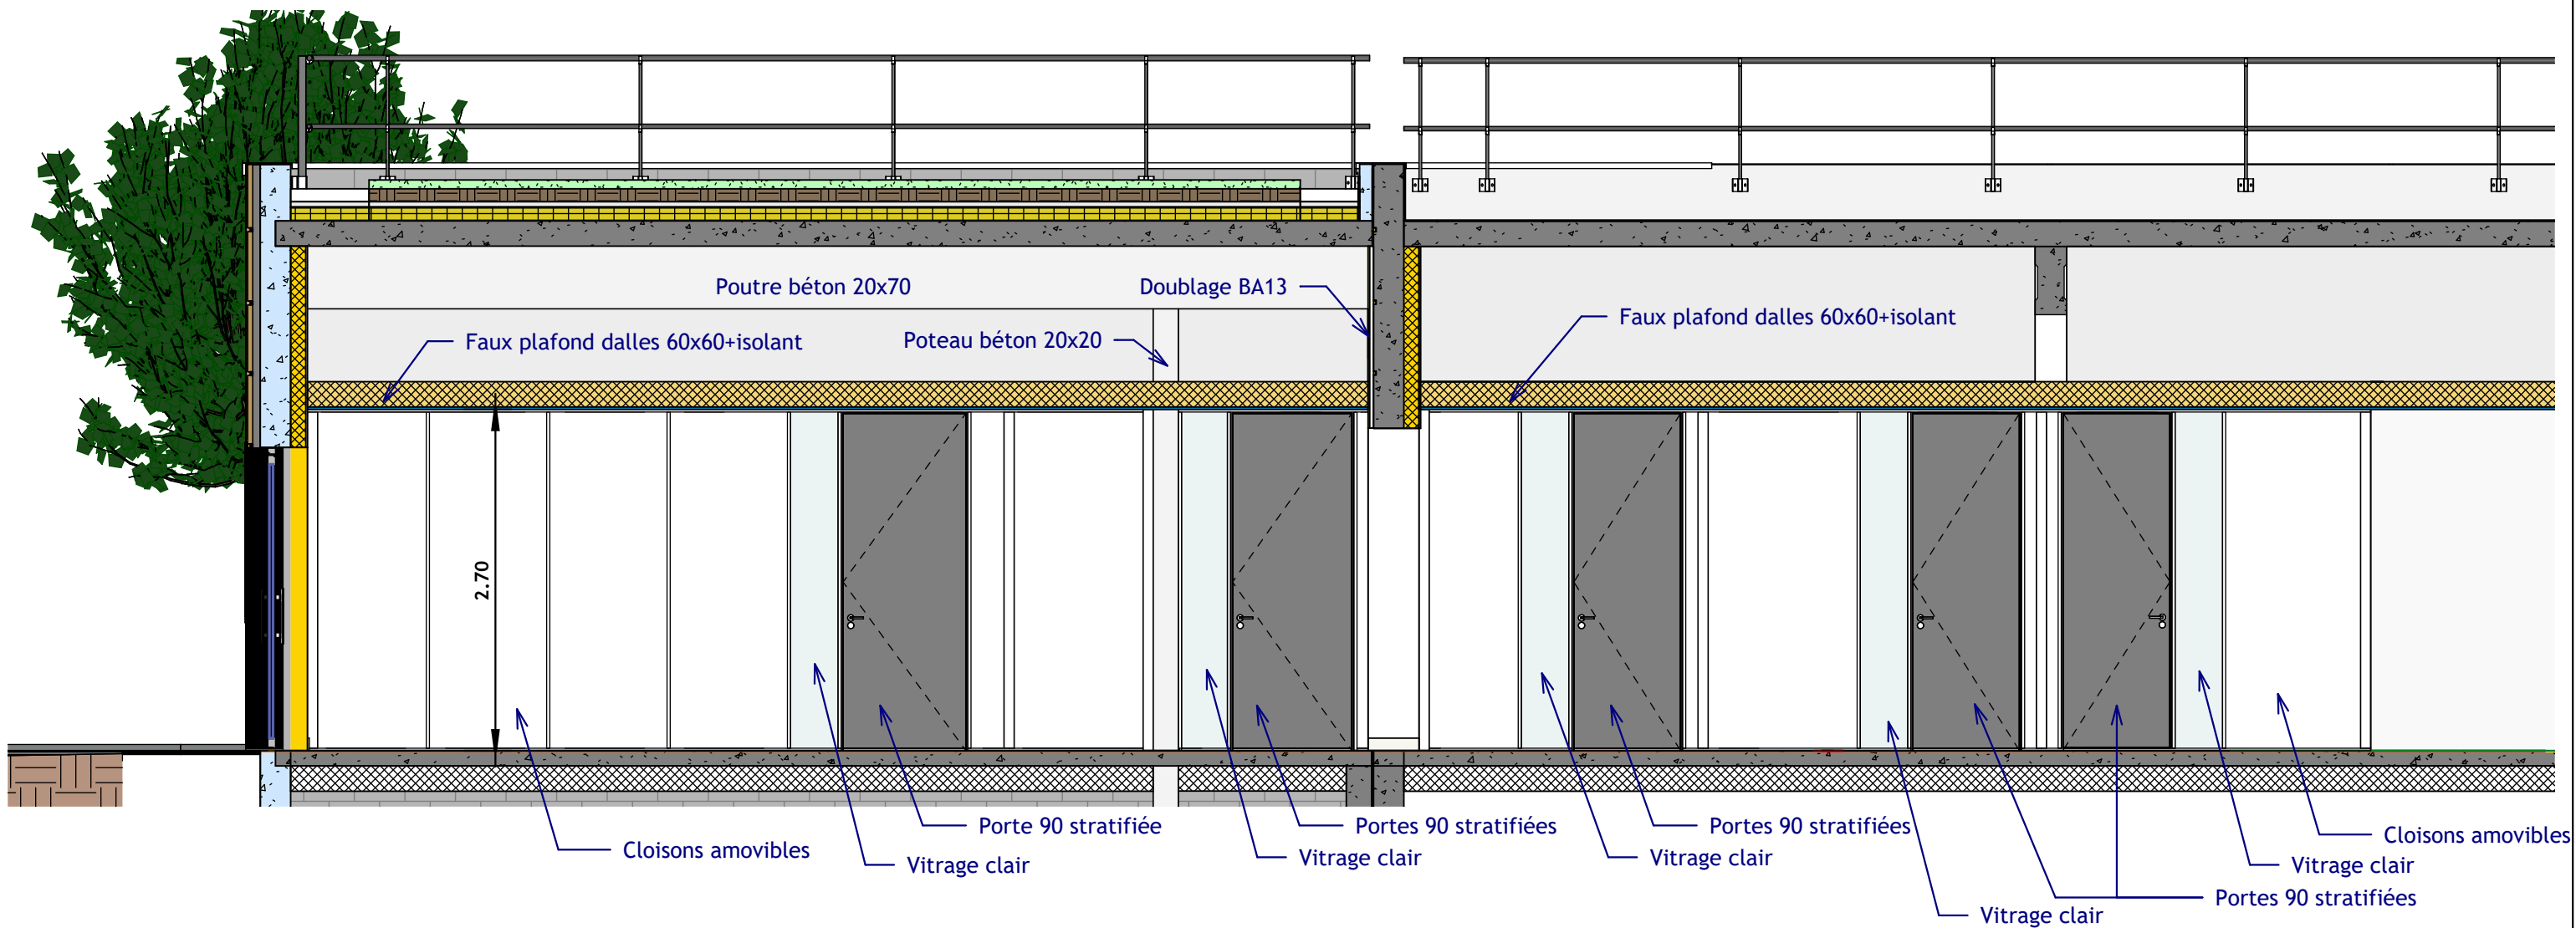 Poutre béton 20x70
Doublage BA13
Faux plafond dalles 60x60+isolant
Poteau béton 20x20
Faux plafond dalles 60x60+isolant
2.70
Porte 90 stratifiée
Portes 90 stratifiées
Portes 90 stratifiées
Cloisons amovibles
Cloisons amovibles
Vitrage clair
Vitrage clair
Vitrage clair
Vitrage clair
Portes 90 stratifiées
Vitrage clair